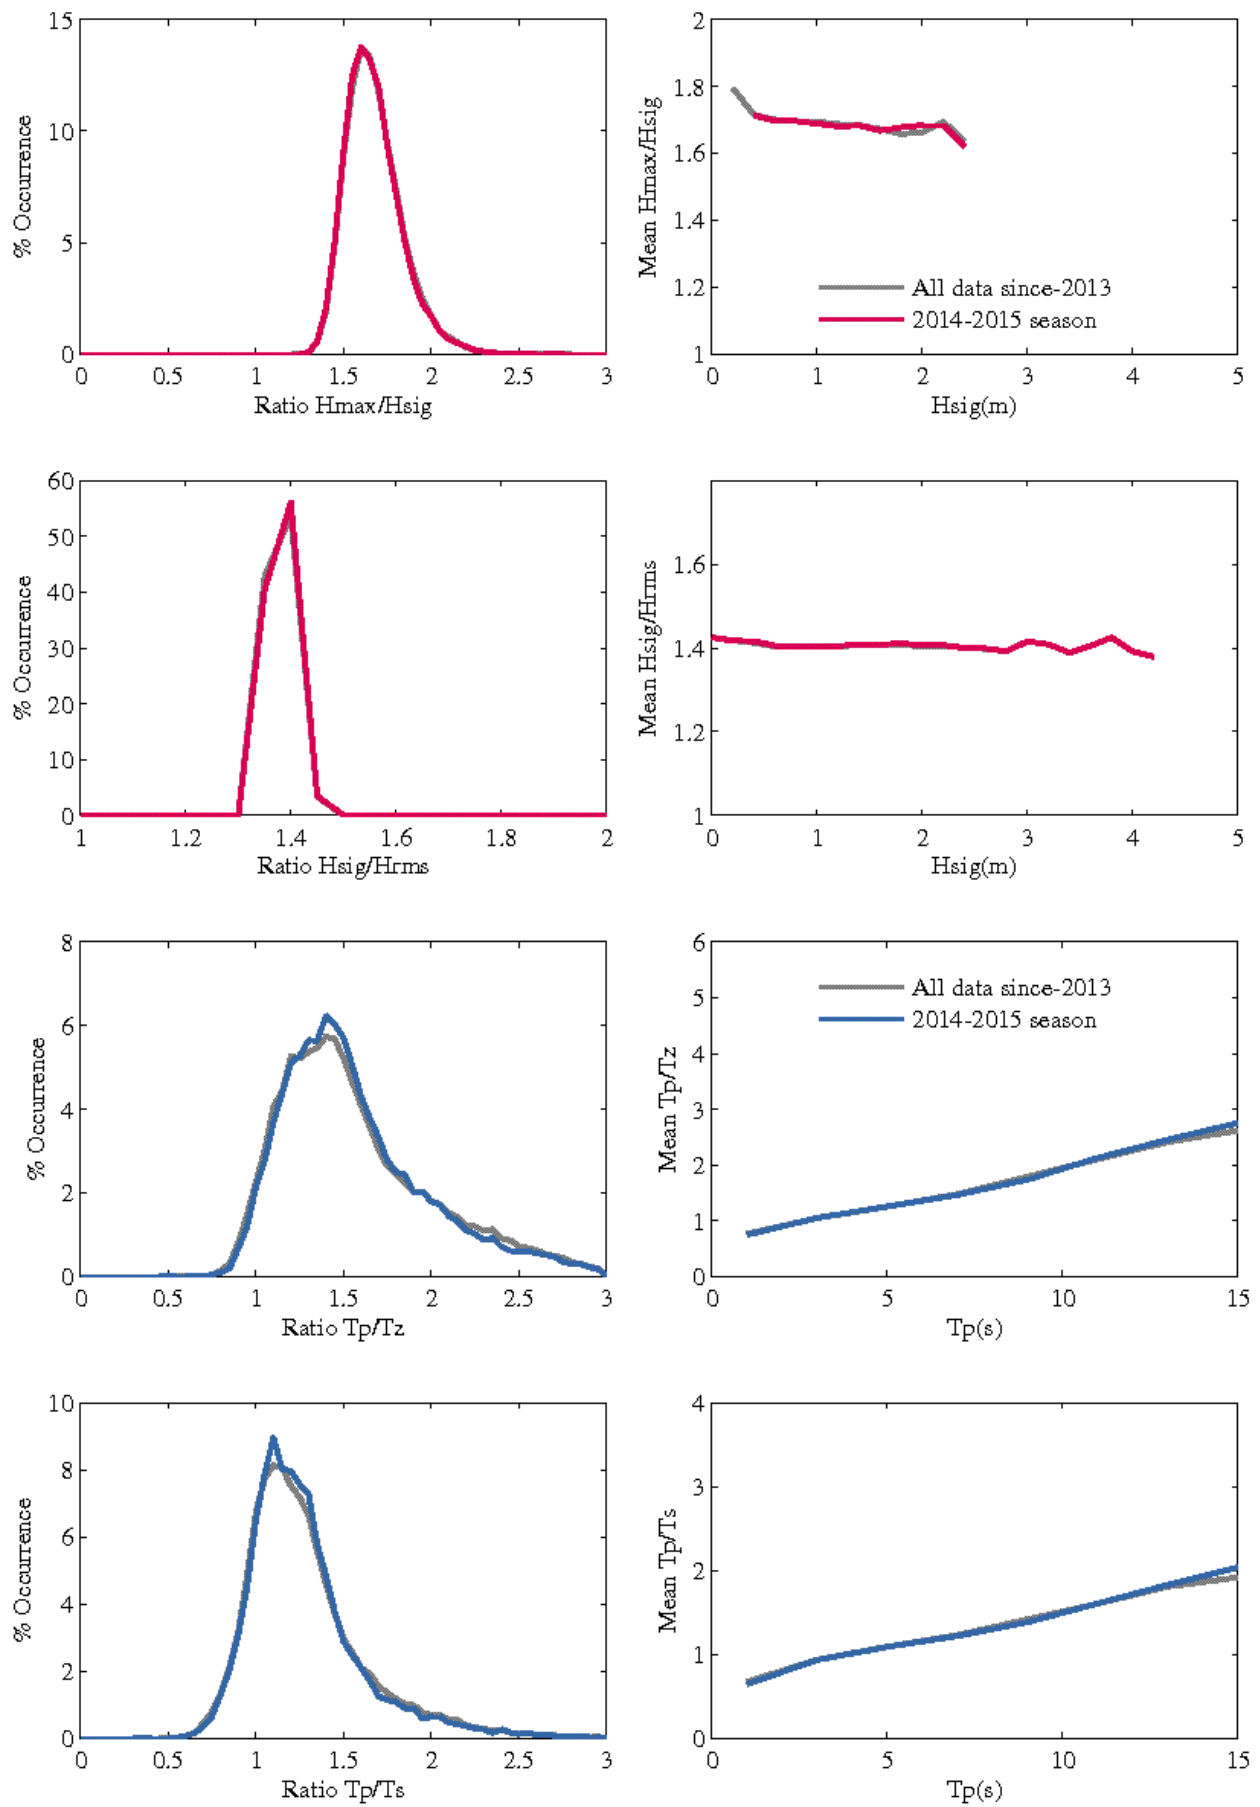 15
10
5
0
% Occurrence
0 0.5 1 1.5 2 2.5 3
Ratio Hmax/Hsig
2
1.8
1.6
1.4
1.2
1
Mean Hmax/Hsig
All data since-2013
2014-2015 season
0 1 2 3 4 5
Hsig(m)
60
50
40
30
20
10
0
% Occurrence
1 1.2 1.4 1.6 1.8 2
Ratio Hsig/Hrms
1.6
1.4
1.2
1
Mean Hsig/Hrms
0 1 2 3 4 5
Hsig(m)
8
6
4
2
0
% Occurrence
0 0.5 1 1.5 2 2.5 3
Ratio Tp/Tz
6
5
4
3
2
1
0
Mean Tp/Tz
All data since-2013
2014-2015 season
0 5 10 15
Tp(s)
10
8
6
4
2
0
% Occurrence
0 0.5 1 1.5 2 2.5 3
Ratio Tp/Ts
4
3
2
1
0
Mean Tp/Ts
0 5 10 15
Tp(s)